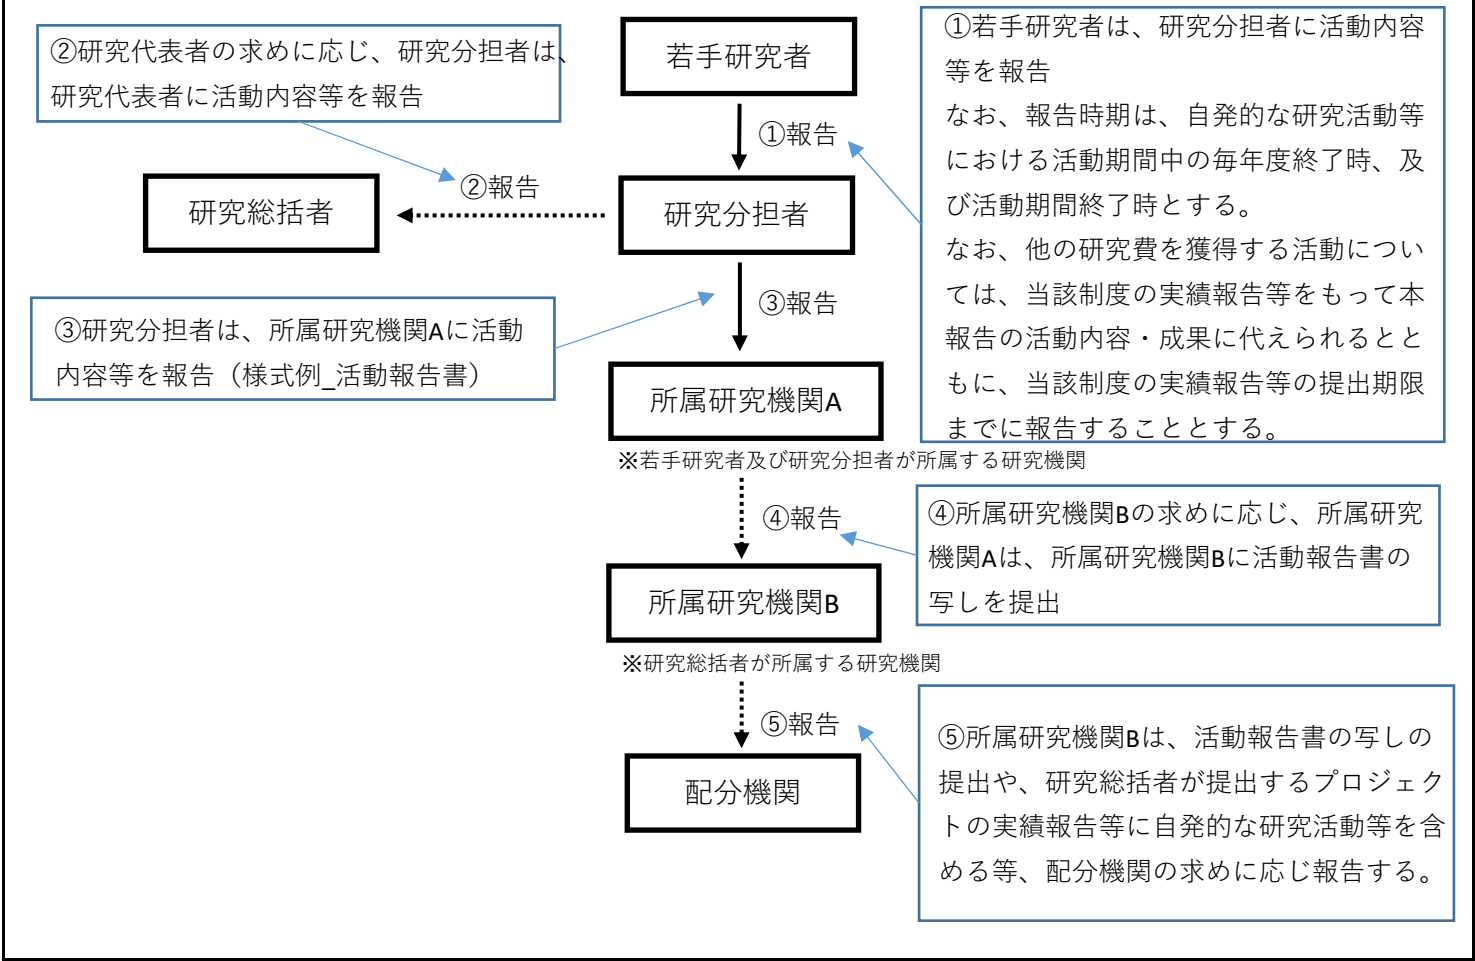 ②研究代表者の求めに応じ、研究分担者は、
研究代表者に活動内容等を報告
若手研究者
①若手研究者は、研究分担者に活動内容
等を報告
なお、報告時期は、自発的な研究活動等
における活動期間中の毎年度終了時、及
び活動期間終了時とする。
なお、他の研究費を獲得する活動につい
ては、当該制度の実績報告等をもって本
報告の活動内容・成果に代えられるとと
もに、当該制度の実績報告等の提出期限
までに報告することとする。
①報告
②報告
研究総括者
研究分担者
③報告
③研究分担者は、所属研究機関Aに活動
内容等を報告（様式例_活動報告書）
所属研究機関A
※若手研究者及び研究分担者が所属する研究機関
④報告
④所属研究機関Bの求めに応じ、所属研究
機関Aは、所属研究機関Bに活動報告書の
写しを提出
所属研究機関B
※研究総括者が所属する研究機関
⑤報告
⑤所属研究機関Bは、活動報告書の写しの
提出や、研究総括者が提出するプロジェク
トの実績報告等に自発的な研究活動等を含
める等、配分機関の求めに応じ報告する。
配分機関